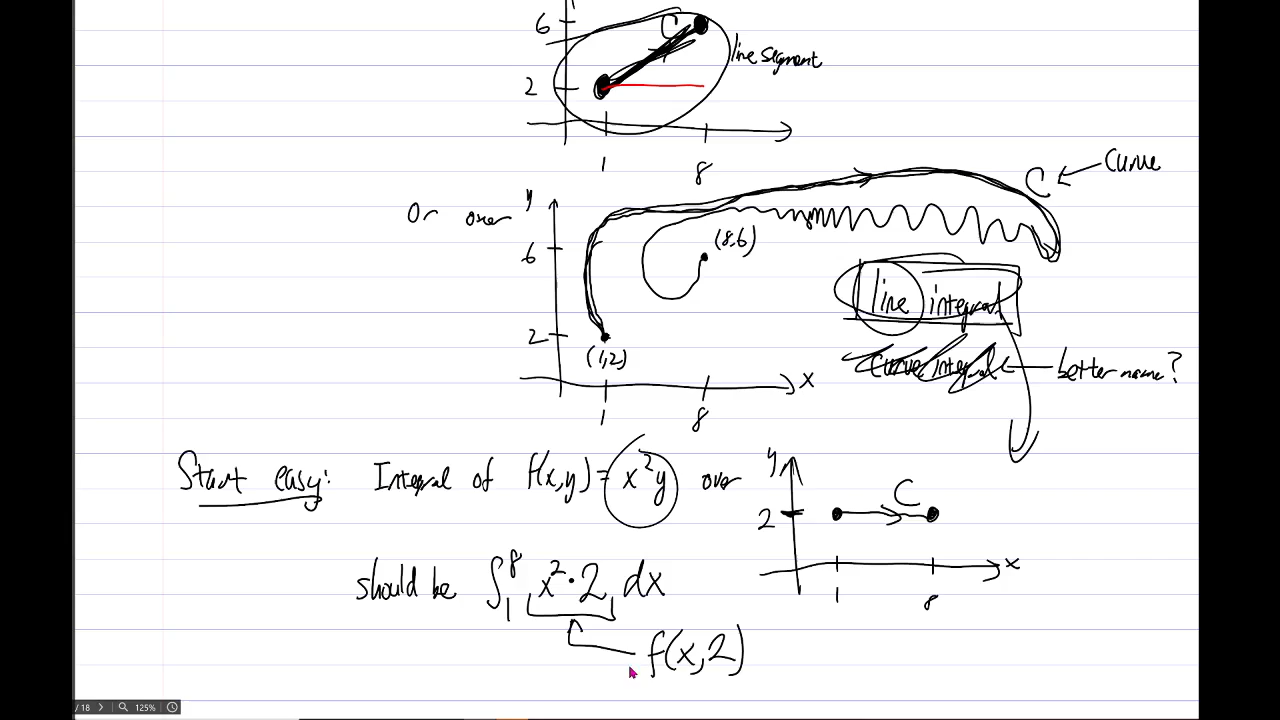 6
C
line segment
2
1
8
C
Curve
Or over
y
(8,6)
6
line integral
2
(1,2)
Curve integral
better name?
x
1
8
Start easy: Integral of f(x,y) = x²y over
y
C
2
x
1
8
should be ∫₁⁸ x²·2 dx
f(x,2)
/ 18
125%